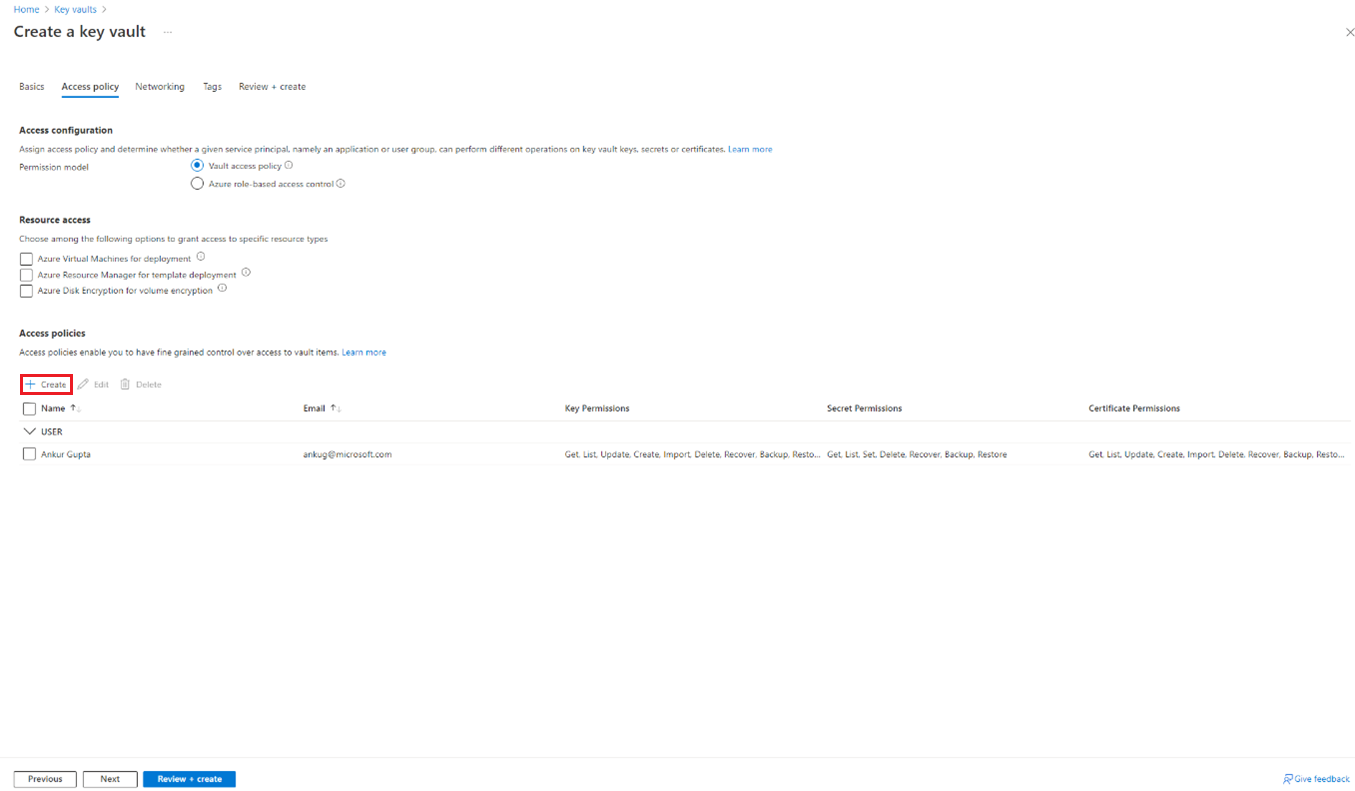 Home > Key vaults >
Create a key vault ...
Basics Access policy Networking Tags Review + create
Access configuration
Assign access policy and determine whether a given service principal, namely an application or user group, can perform different operations on key vault keys, secrets or certificates. Learn more
Permission model
Vault access policy
Azure role-based access control
Resource access
Choose among the following options to grant access to specific resource types
Azure Virtual Machines for deployment
Azure Resource Manager for template deployment
Azure Disk Encryption for volume encryption
Access policies
Access policies enable you to have fine grained control over access to vault items. Learn more
+ Create Edit Delete
Name ↑↓ Email ↑↓ Key Permissions Secret Permissions Certificate Permissions
USER
Ankur Gupta ankug@microsoft.com Get, List, Update, Create, Import, Delete, Recover, Backup, Resto... Get, List, Set, Delete, Recover, Backup, Restore Get, List, Update, Create, Import, Delete, Recover, Backup, Resto...
Previous Next Review + create Give feedback